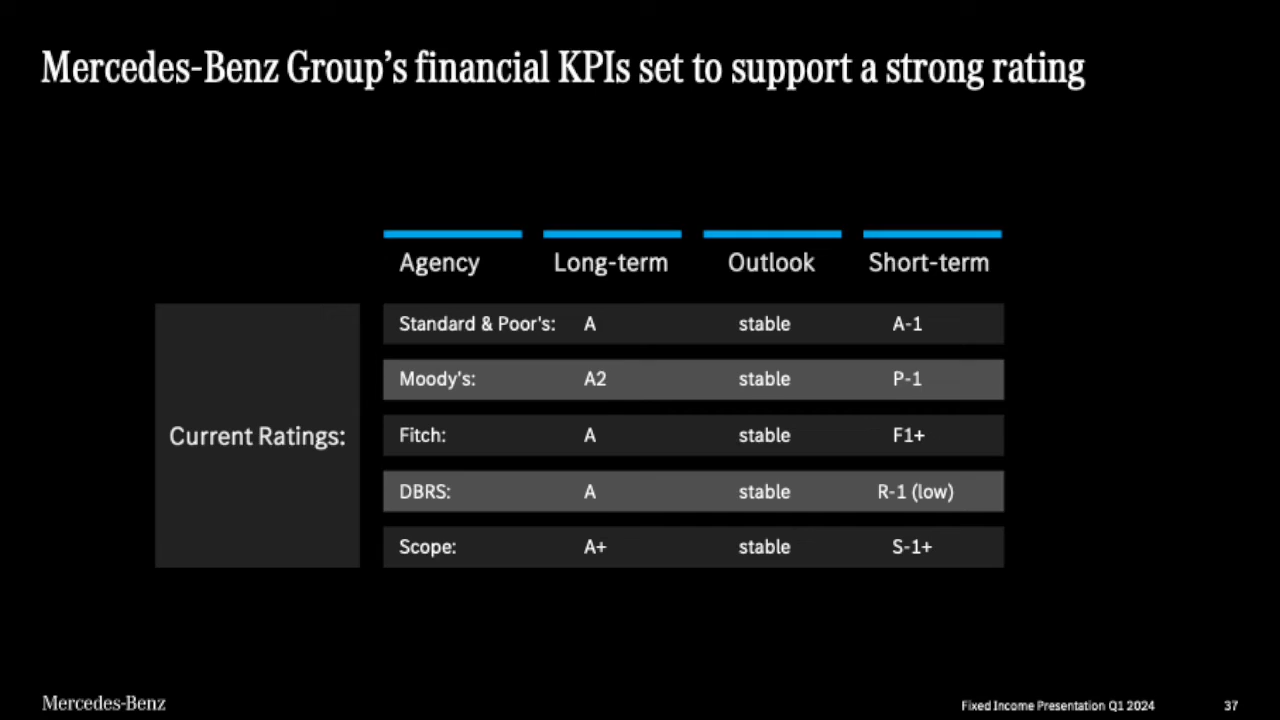 Mercedes-Benz Group’s financial KPIs set to support a strong rating
Agency Long-term Outlook Short-term
Standard & Poor's: A stable A-1
Moody’s: A2 stable P-1
Current Ratings:
Fitch: A stable F1+
DBRS: A stable R-1 (low)
Scope: A+ stable S-1+
Mercedes-Benz
Fixed Income Presentation Q1 2024 37